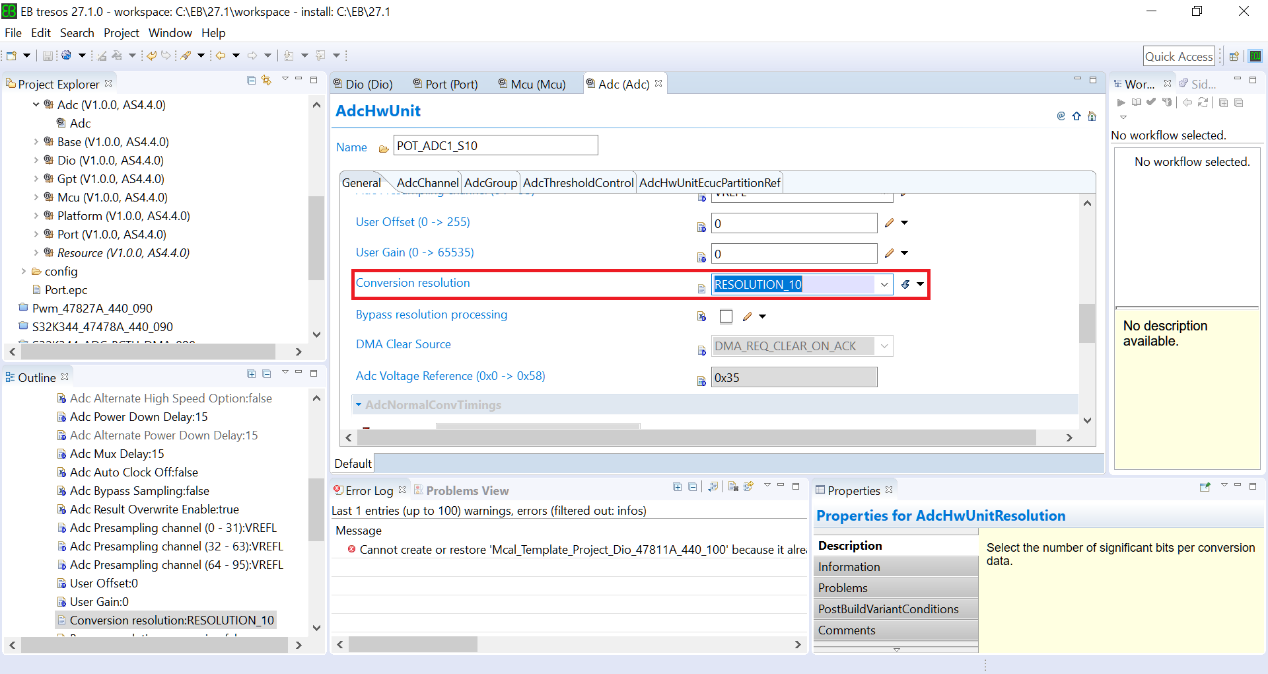 EB tresos 27.1.0 - workspace: C:\EB\27.1\workspace - install: C:\EB\27.1
File Edit Search Project Window Help
Quick Access
Project Explorer
Adc (V1.0.0, AS4.4.0)
Adc
Base (V1.0.0, AS4.4.0)
Dio (V1.0.0, AS4.4.0)
Gpt (V1.0.0, AS4.4.0)
Mcu (V1.0.0, AS4.4.0)
Platform (V1.0.0, AS4.4.0)
Port (V1.0.0, AS4.4.0)
Resource (V1.0.0, AS4.4.0)
config
Port.epc
Pwm_47827A_440_090
S32K344_47478A_440_090
Outline
Adc Alternate High Speed Option:false
Adc Power Down Delay:15
Adc Alternate Power Down Delay:15
Adc Mux Delay:15
Adc Auto Clock Off:false
Adc Bypass Sampling:false
Adc Result Overwrite Enable:true
Adc Presampling channel (0 - 31):VREFL
Adc Presampling channel (32 - 63):VREFL
Adc Presampling channel (64 - 95):VREFL
User Offset:0
User Gain:0
Conversion resolution:RESOLUTION_10
Dio (Dio) Port (Port) Mcu (Mcu) Adc (Adc)
AdcHwUnit
Name POT_ADC1_S10
General AdcChannel AdcGroup AdcThresholdControl AdcHwUnitEcucPartitionRef
User Offset (0 -> 255) 0
User Gain (0 -> 65535) 0
Conversion resolution RESOLUTION_10
Bypass resolution processing
DMA Clear Source DMA_REQ_CLEAR_ON_ACK
Adc Voltage Reference (0x0 -> 0x58) 0x35
AdcNormalConvTimings
Default
Error Log Problems View
Last 1 entries (up to 100) warnings, errors (filtered out: infos)
Message
Cannot create or restore 'Mcal_Template_Project_Dio_47811A_440_100' because it alre
Properties
Properties for AdcHwUnitResolution
Description
Information
Problems
PostBuildVariantConditions
Comments
Select the number of significant bits per conversion
data.
Wor... Sid...
No workflow selected.
No workflow selected.
No description
available.